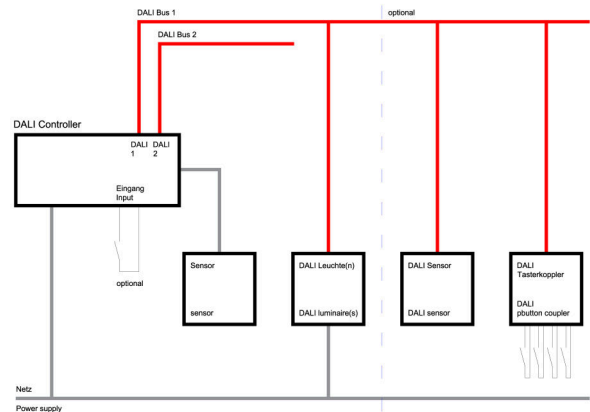 DALI Bus 1
optional
DALI Bus 2
DALI Controller
DALI DALI
1 2
Eingang
Input
optional
Sensor
sensor
DALI Leuchte(n)
DALI luminaire(s)
DALI Sensor
DALI sensor
DALI
Tasterkoppler
DALI
pbutton coupler
Netz
Power supply